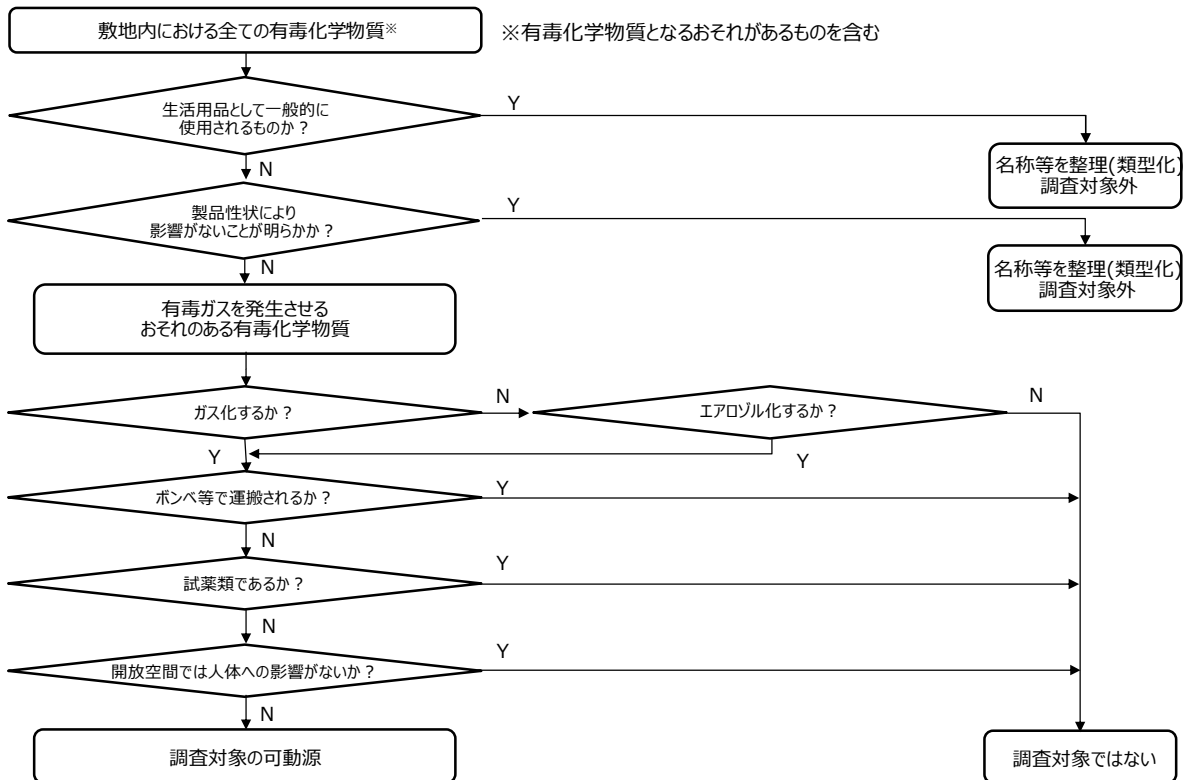 敷地内における全ての有毒化学物質※
※有毒化学物質となるおそれがあるものを含む
生活用品として一般的に
使用されるものか？
Y
N
名称等を整理(類型化)
調査対象外
製品性状により
影響がないことが明らかか？
Y
N
名称等を整理(類型化)
調査対象外
有毒ガスを発生させる
おそれのある有毒化学物質
ガス化するか？
N
エアロゾル化するか？
N
Y
Y
ボンベ等で運搬されるか？
Y
N
試薬類であるか？
Y
N
開放空間では人体への影響がないか？
Y
N
調査対象の可動源
調査対象ではない